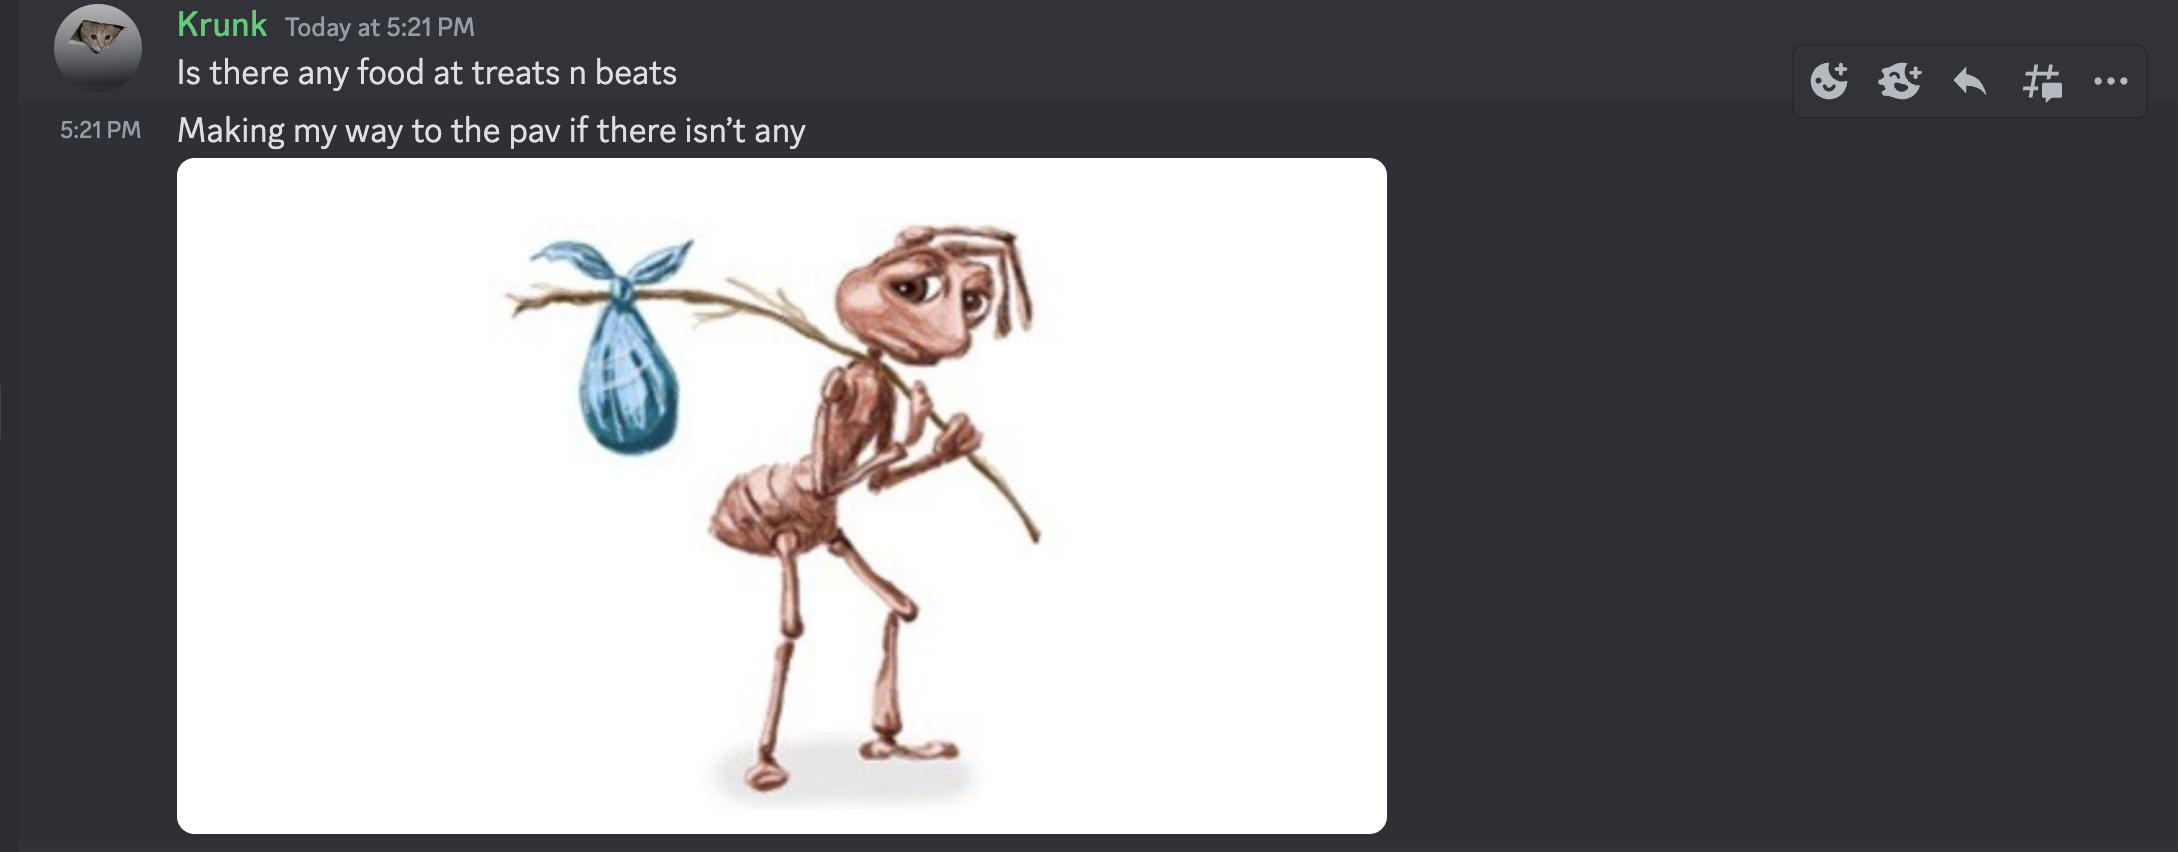 Krunk Today at 5:21 PM
Is there any food at treats n beats
5:21 PM Making my way to the pav if there isn’t any